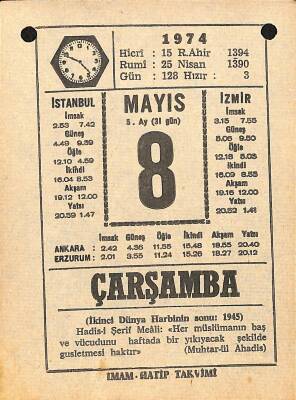 1974
Hicrî : 15 R.Ahir 1394
Rumî : 25 Nisan 1390
Gün : 128 Hızır : 3
İSTANBUL
İmsak
2.53 7.42
Güneş
4.49 9.39
Öğle
12.10 4.59
İkindi
16.04 8.53
Akşam
19.12 12.00
Yatsı
20.59 1.47
MAYIS
5. Ay (31 gün)
8
İZMİR
İmsak
3.15 7.55
Güneş
5.05 9.50
Öğle
12.18 5.03
İkindi
16.09 8.55
Akşam
19.16 12.00
Yatsı
20.52 1.41
İmsak Güneş Öğle İkindi Akşam Yatsı
ANKARA : 2.42 4.36 11.55 15.48 18.55 20.40
ERZURUM : 2.01 3.55 11.24 15.26 18.27 20.12
ÇARŞAMBA
(İkinci Dünya Harbinin sonu: 1945)
Hadis-i Şerif Meâli: «Her müslümanın baş
ve vücudunu haftada bir yıkıyacak şekilde
gusletmesi haktır» (Muhtar-ül Ahadis)
İMAM-HATİP TAKVİMİ